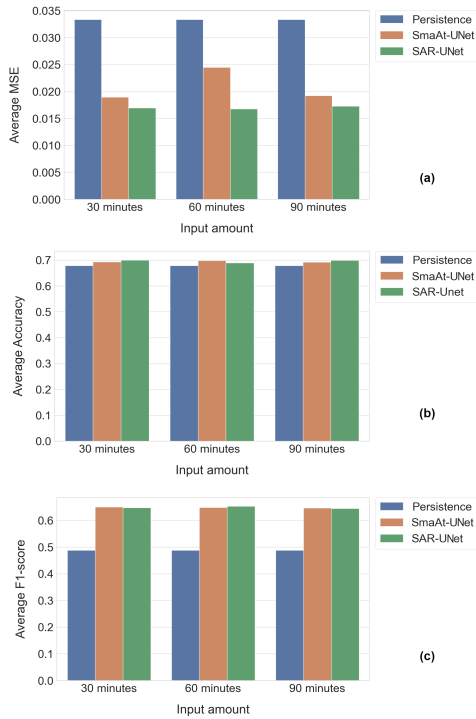 0.035
0.030
0.025
0.020
0.015
0.010
0.005
0.000
Average MSE
30 minutes 60 minutes 90 minutes
Input amount
Persistence
SmaAt-UNet
SAR-UNet
(a)
0.7
0.6
0.5
0.4
0.3
0.2
0.1
0.0
Average Accuracy
30 minutes 60 minutes 90 minutes
Input amount
Persistence
SmaAt-UNet
SAR-Unet
(b)
0.6
0.5
0.4
0.3
0.2
0.1
0.0
Average F1-score
30 minutes 60 minutes 90 minutes
Input amount
Persistence
SmaAt-UNet
SAR-UNet
(c)